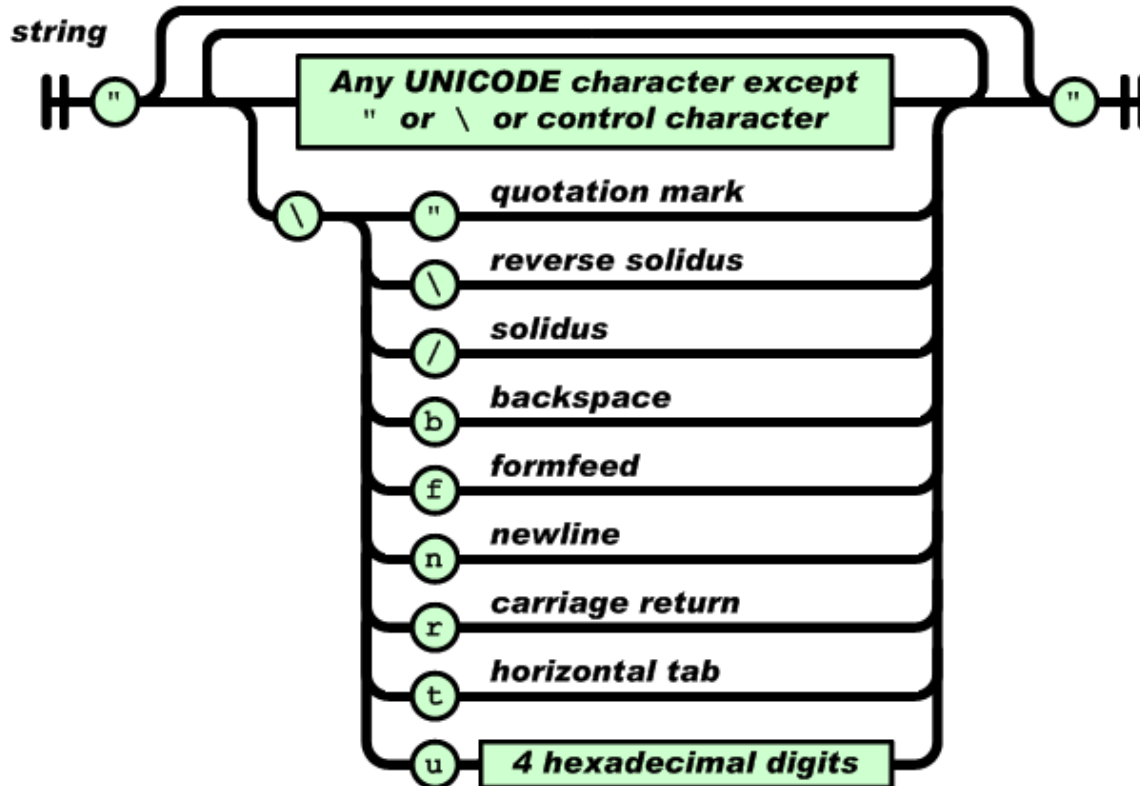 string
"
Any UNICODE character except
" or \ or control character
"
\
" quotation mark
\ reverse solidus
/ solidus
b backspace
f formfeed
n newline
r carriage return
t horizontal tab
u 4 hexadecimal digits